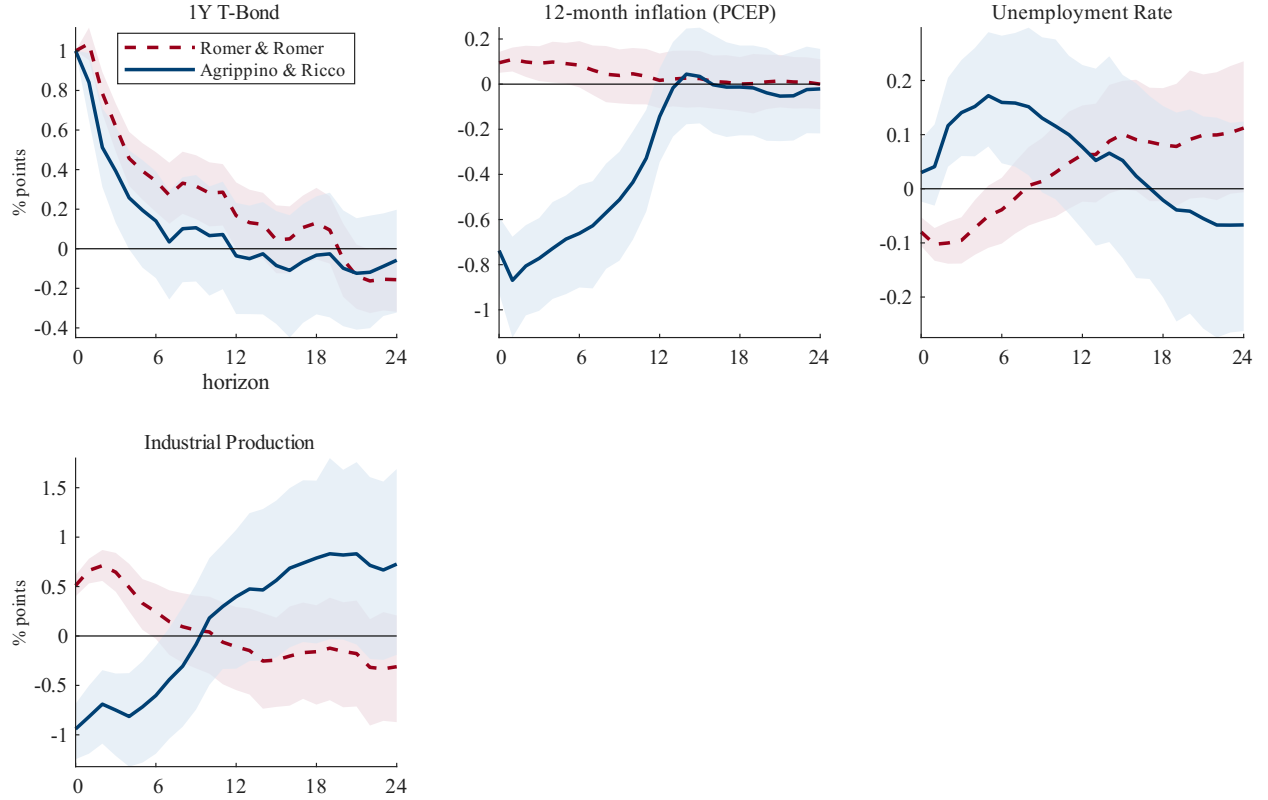 1Y T-Bond
12-month inflation (PCEP)
Unemployment Rate
Romer & Romer
Agrippino & Ricco
% points
1
0.8
0.6
0.4
0.2
0
-0.2
-0.4
0 6 12 18 24
horizon
0.2
0
-0.2
-0.4
-0.6
-0.8
-1
0 6 12 18 24
0.2
0.1
0
-0.1
-0.2
0 6 12 18 24
Industrial Production
% points
1.5
1
0.5
0
-0.5
-1
0 6 12 18 24